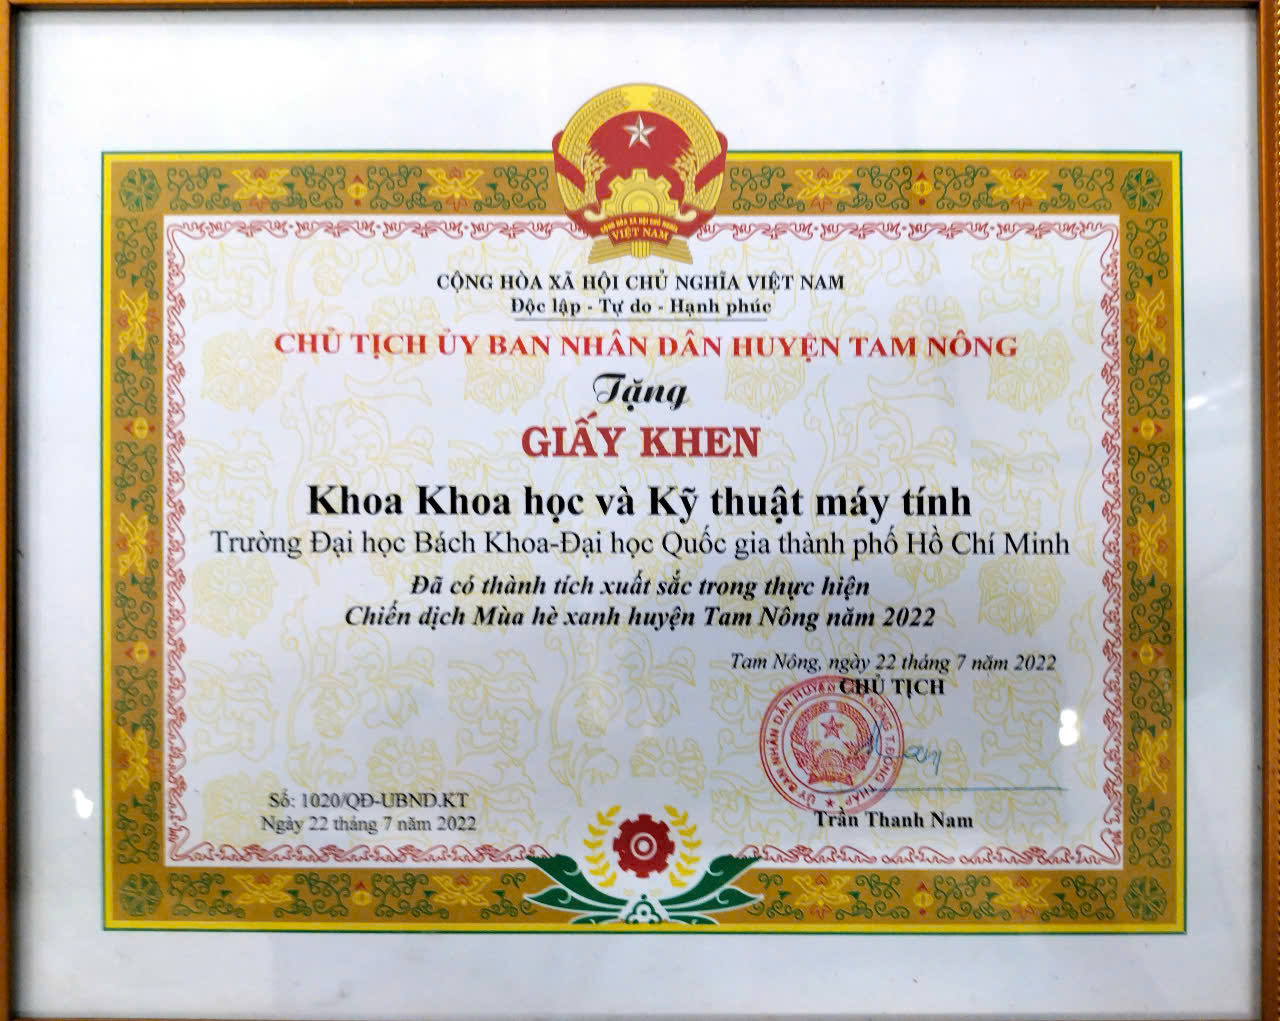 CỘNG HÒA XÃ HỘI CHỦ NGHĨA
VIỆT NAM
CỘNG HÒA XÃ HỘI CHỦ NGHĨA VIỆT NAM
Độc lập - Tự do - Hạnh phúc
CHỦ TỊCH ỦY BAN NHÂN DÂN HUYỆN TAM NÔNG
Tặng
GIẤY KHEN
Khoa Khoa học và Kỹ thuật máy tính
Trường Đại học Bách Khoa-Đại học Quốc gia thành phố Hồ Chí Minh
Đã có thành tích xuất sắc trong thực hiện
Chiến dịch Mùa hè xanh huyện Tam Nông năm 2022
Tam Nông, ngày 22 tháng 7 năm 2022
CHỦ TỊCH
ỦY BAN NHÂN DÂN HUYỆN TAM NÔNG T.ĐỒNG THÁP
Trần Thanh Nam
Số: 1020/QĐ-UBND.KT
Ngày 22 tháng 7 năm 2022